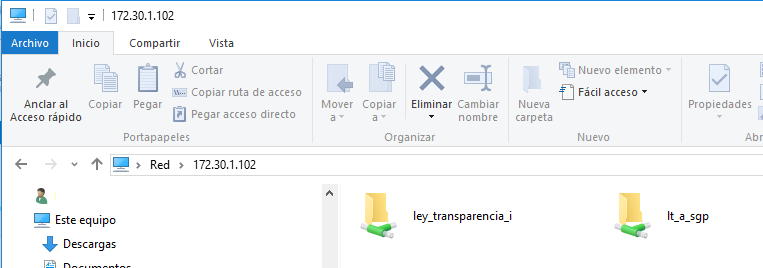 172.30.1.102
Archivo Inicio Compartir Vista
Anclar al
Acceso rápido
Copiar
Pegar
Cortar
Copiar ruta de acceso
Pegar acceso directo
Portapapeles
Mover
a
Copiar
a
Eliminar
Cambiar
nombre
Organizar
Nueva
carpeta
Nuevo elemento
Fácil acceso
Nuevo
Propiedades
Abr
Red 172.30.1.102
Este equipo
Descargas
Documentos
ley_transparencia_i
lt_a_sgp